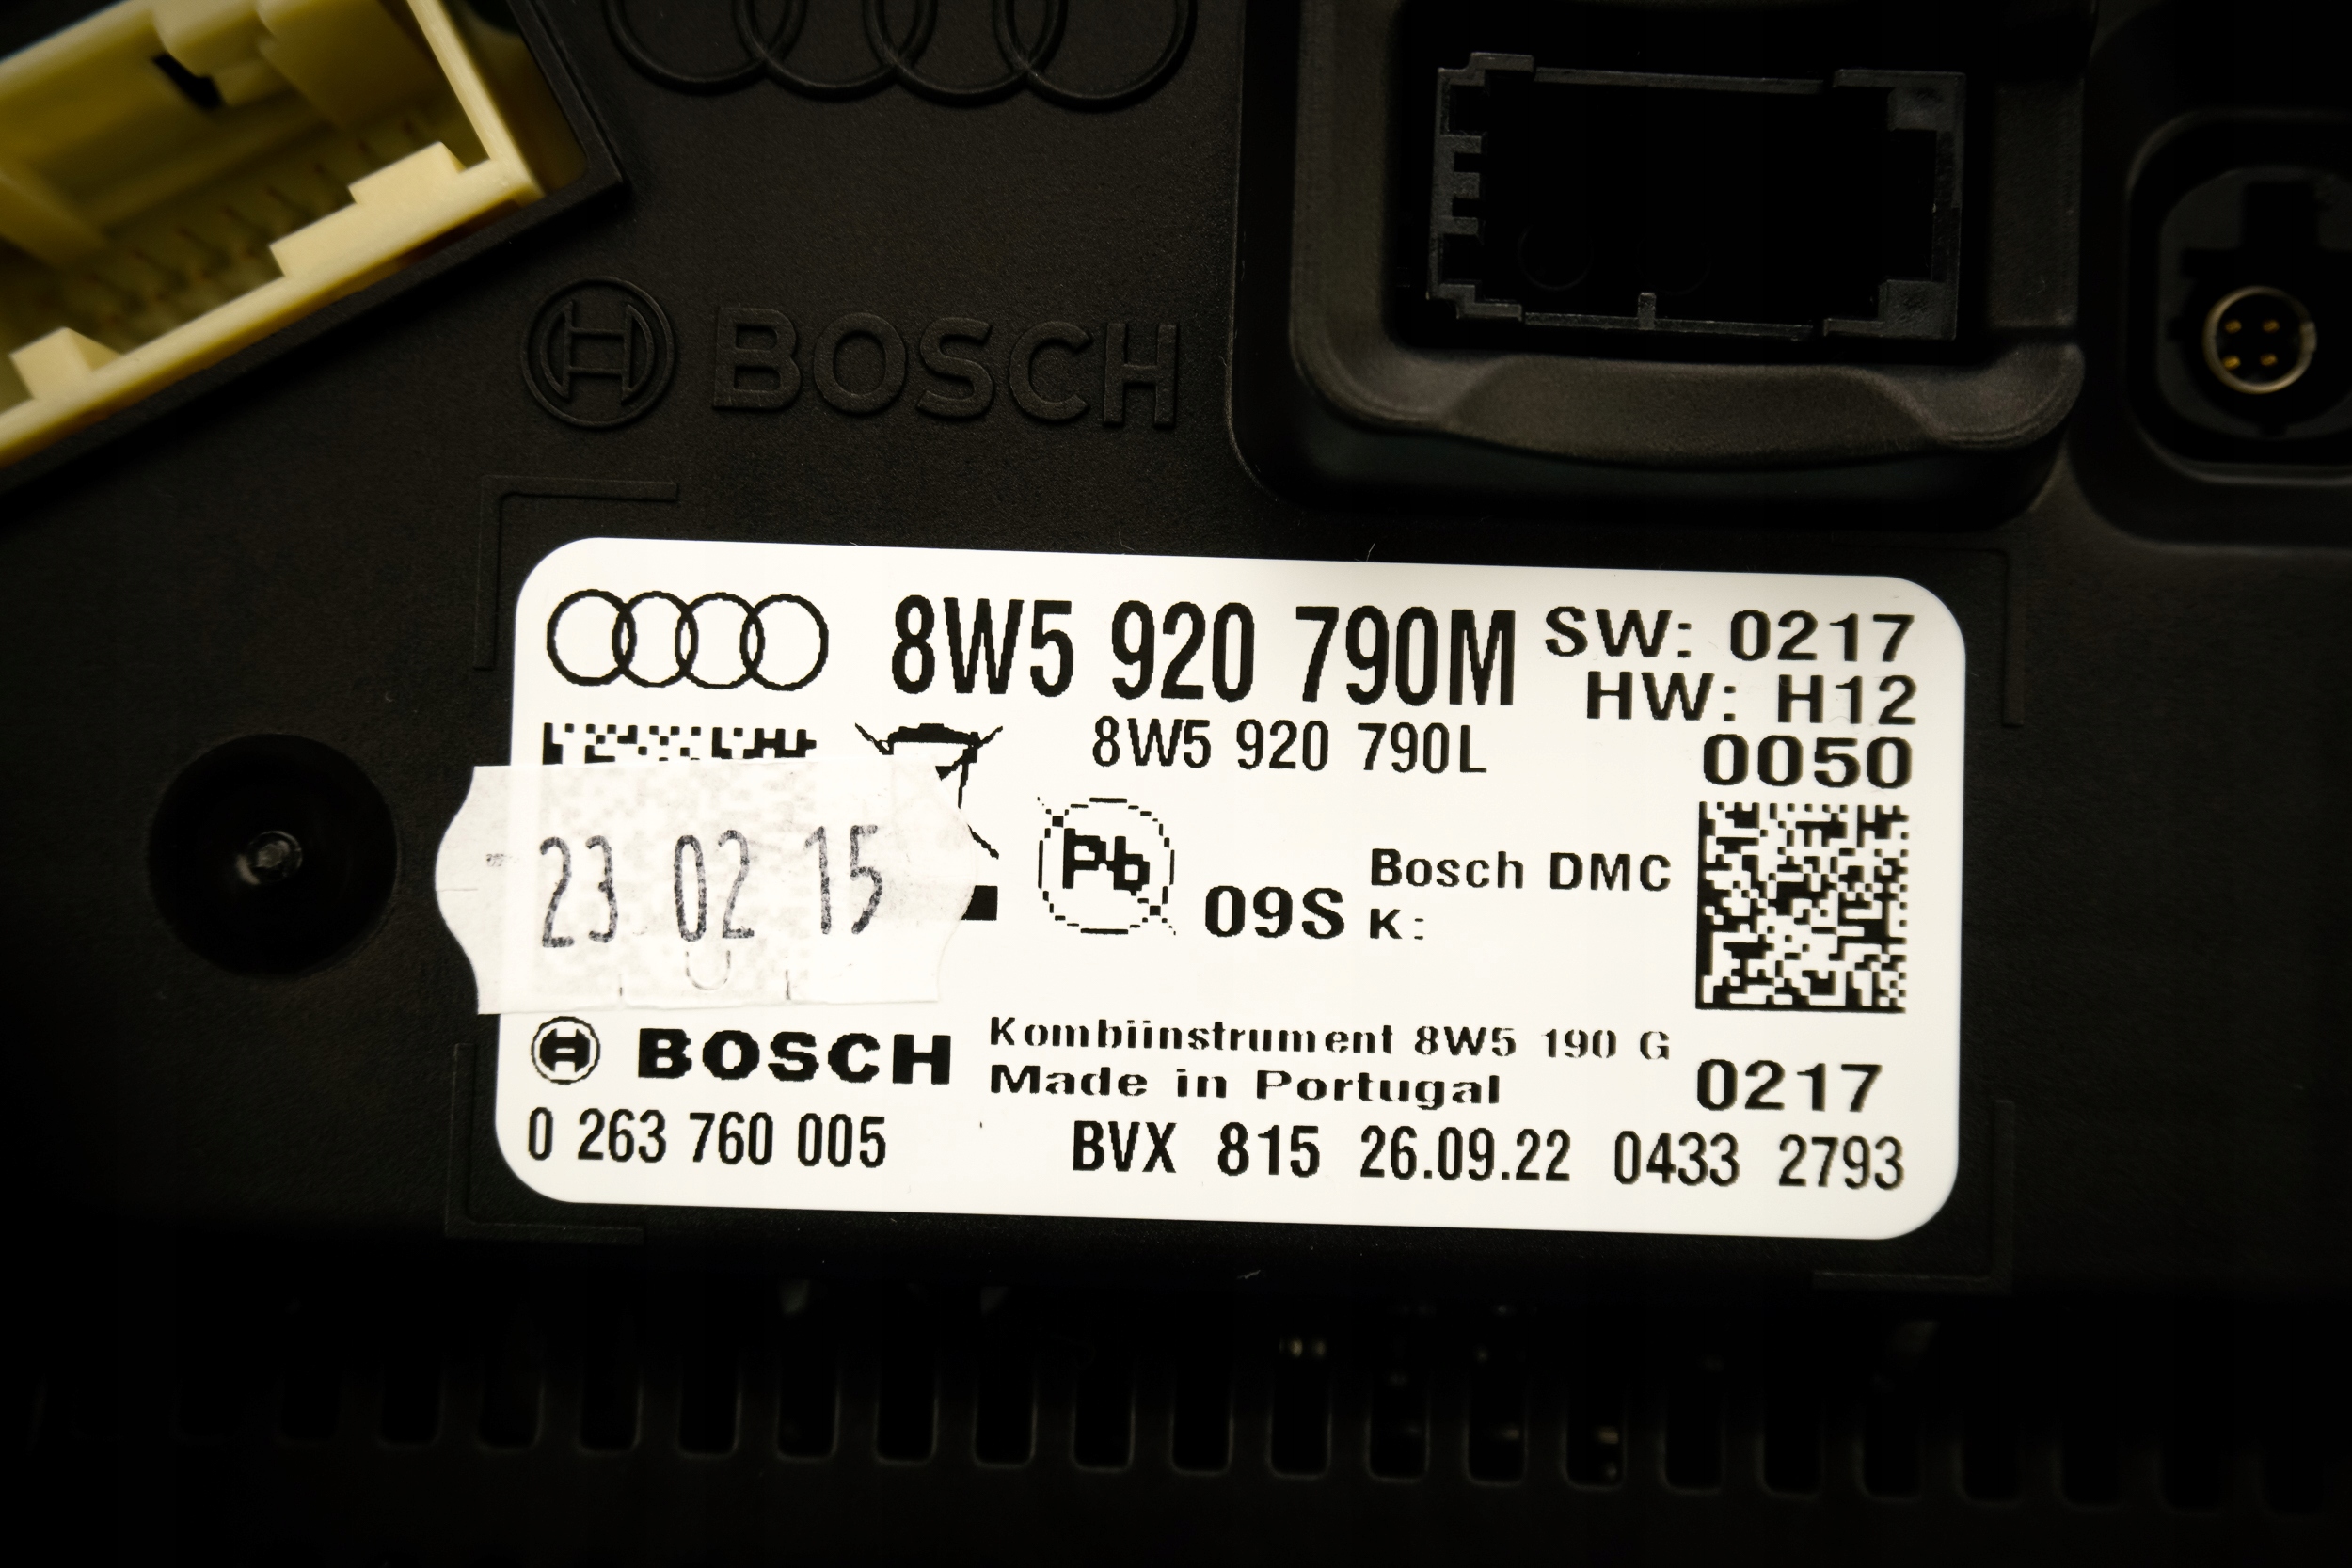 BOSCH
8W5 920 790M
SW: 0217
HW: H12
8W5 920 790L
0050
23 02 15
Pb
09S
Bosch DMC
K:
BOSCH
Kombiinstrument 8W5 190 G
Made in Portugal
0217
0 263 760 005
BVX 815 26.09.22 0433 2793